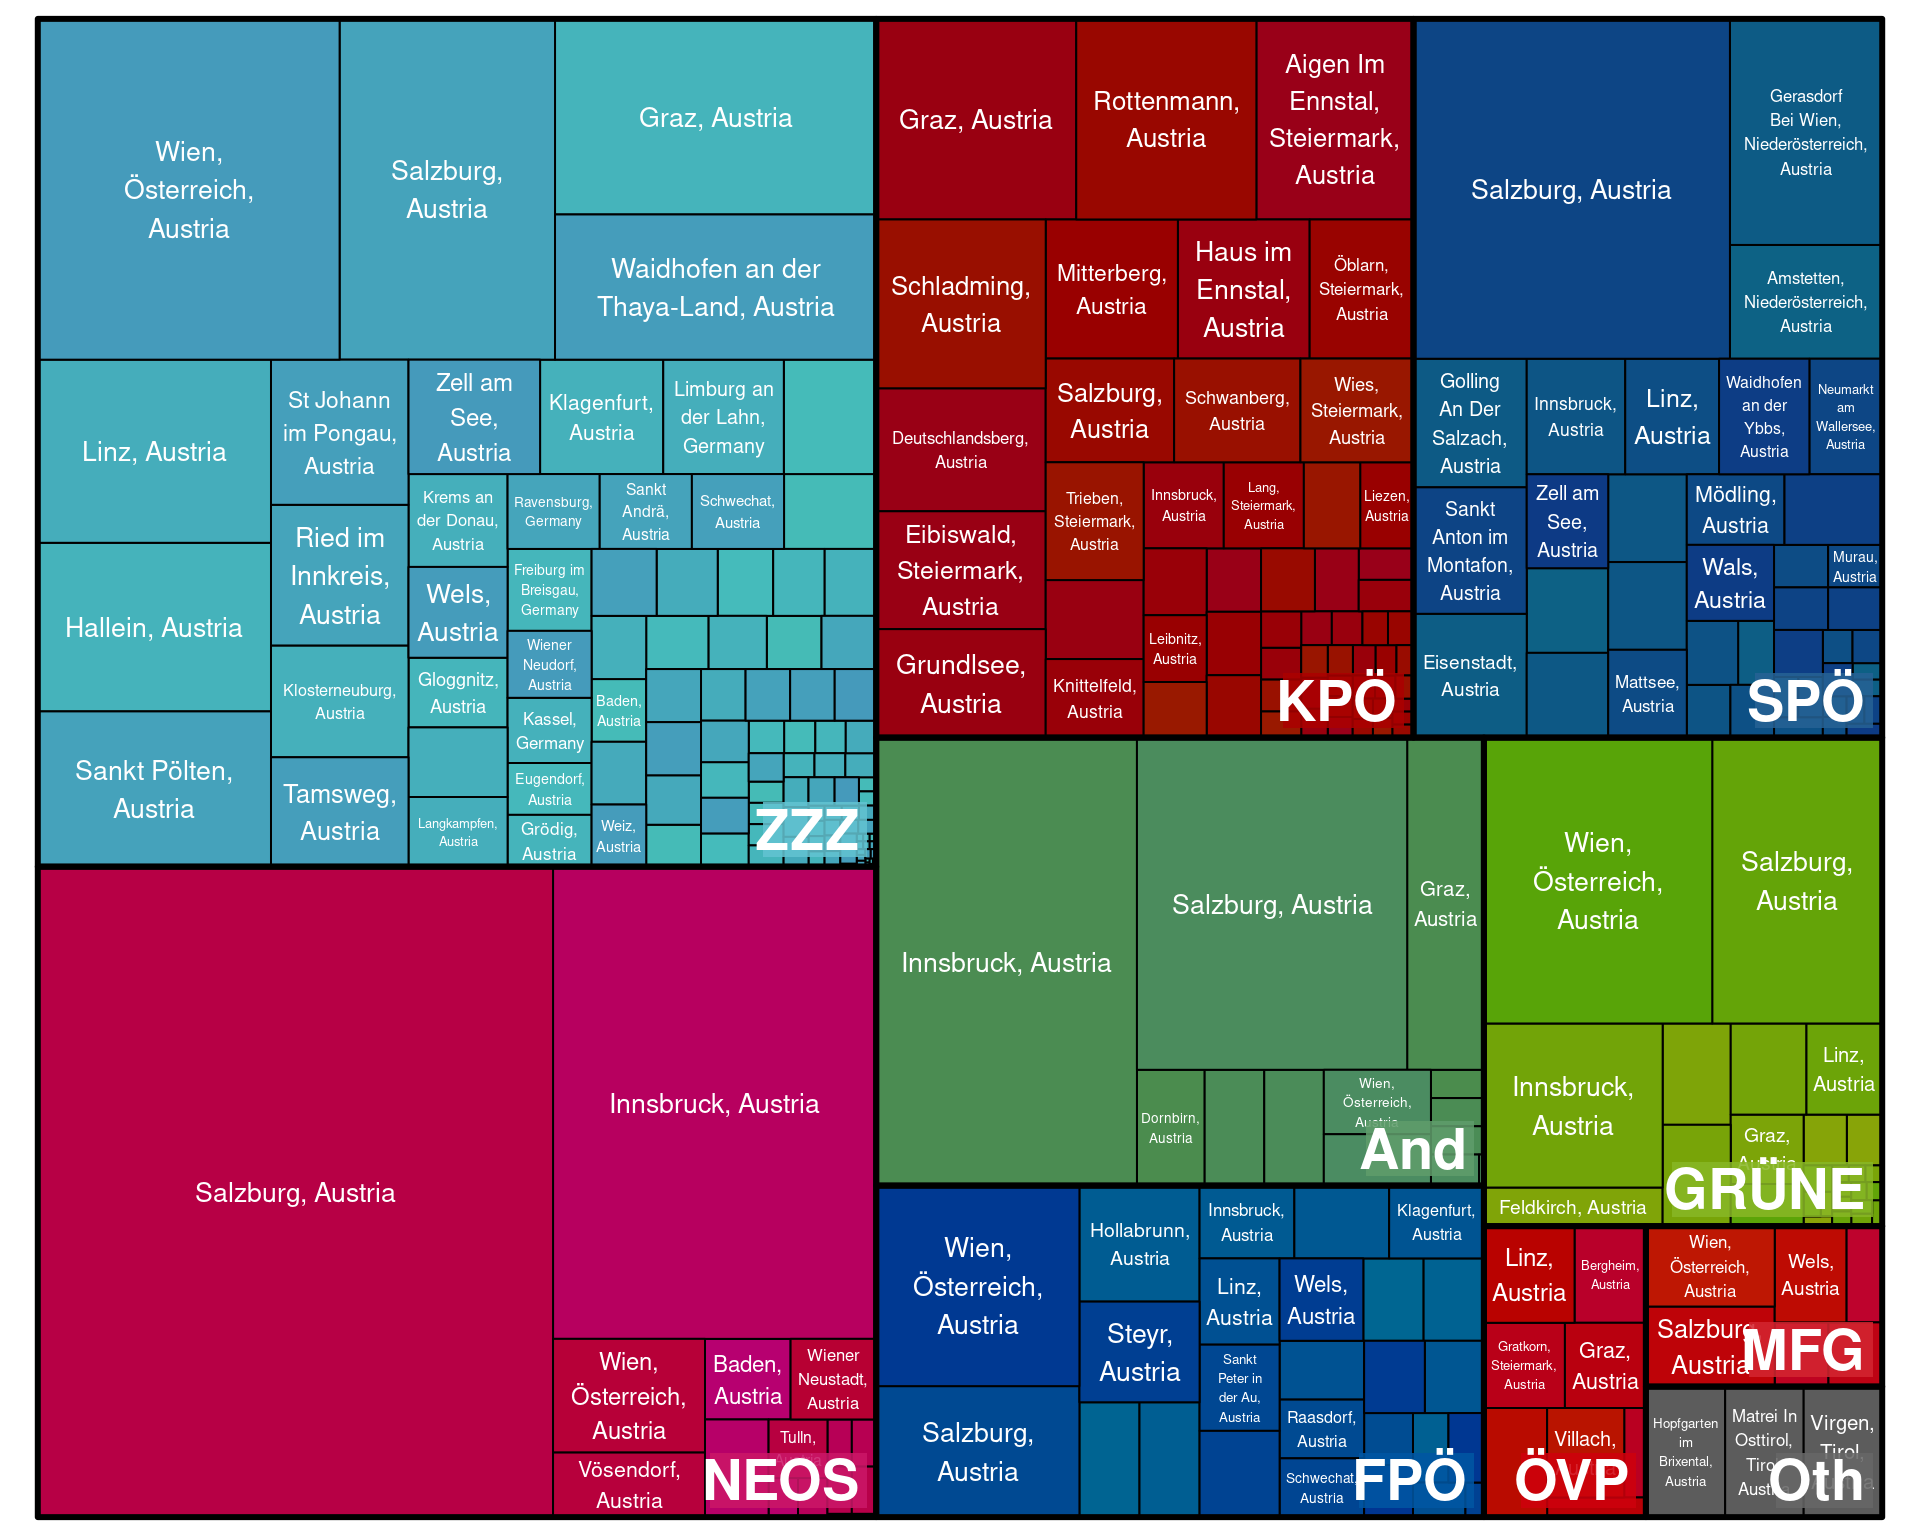 Wien,
Österreich,
Austria
Salzburg,
Austria
Graz, Austria
Waidhofen an der
Thaya-Land, Austria
Linz, Austria
Hallein, Austria
Sankt Pölten,
Austria
St Johann
im Pongau,
Austria
Ried im
Innkreis,
Austria
Klosterneuburg,
Austria
Tamsweg,
Austria
Zell am
See,
Austria
Klagenfurt,
Austria
Limburg an
der Lahn,
Germany
Krems an
der Donau,
Austria
Ravensburg,
Germany
Sankt
Andrä,
Austria
Schwechat,
Austria
Wels,
Austria
Freiburg im
Breisgau,
Germany
Wiener
Neudorf,
Austria
Gloggnitz,
Austria
Kassel,
Germany
Baden,
Austria
Eugendorf,
Austria
Langkampfen,
Austria
Grödig,
Austria
Weiz,
Austria
ZZZ
Graz, Austria
Rottenmann,
Austria
Aigen Im
Ennstal,
Steiermark,
Austria
Schladming,
Austria
Mitterberg,
Austria
Haus im
Ennstal,
Austria
Öblarn,
Steiermark,
Austria
Deutschlandsberg,
Austria
Salzburg,
Austria
Schwanberg,
Austria
Wies,
Steiermark,
Austria
Eibiswald,
Steiermark,
Austria
Trieben,
Steiermark,
Austria
Innsbruck,
Austria
Lang,
Steiermark,
Austria
Liezen,
Austria
Grundlsee,
Austria
Knittelfeld,
Austria
Leibnitz,
Austria
KPÖ
Salzburg, Austria
Gerasdorf
Bei Wien,
Niederösterreich,
Austria
Amstetten,
Niederösterreich,
Austria
Golling
An Der
Salzach,
Austria
Innsbruck,
Austria
Linz,
Austria
Waidhofen
an der
Ybbs,
Austria
Neumarkt
am
Wallersee,
Austria
Sankt
Anton im
Montafon,
Austria
Zell am
See,
Austria
Mödling,
Austria
Wals,
Austria
Murau,
Austria
Eisenstadt,
Austria
Mattsee,
Austria
SPÖ
Salzburg, Austria
Innsbruck, Austria
Wien,
Österreich,
Austria
Baden,
Austria
Wiener
Neustadt,
Austria
Vösendorf,
Austria
Tulln,
NEOS
Innsbruck, Austria
Salzburg, Austria
Graz,
Austria
Dornbirn,
Austria
Wien,
Österreich,
Austria
And
Wien,
Österreich,
Austria
Salzburg,
Austria
Innsbruck,
Austria
Linz,
Austria
Graz,
Austria
Feldkirch, Austria
GRÜNE
Wien,
Österreich,
Austria
Salzburg,
Austria
Hollabrunn,
Austria
Steyr,
Austria
Innsbruck,
Austria
Klagenfurt,
Austria
Linz,
Austria
Wels,
Austria
Sankt
Peter in
der Au,
Austria
Raasdorf,
Austria
Schwechat,
Austria
FPÖ
Linz,
Austria
Bergheim,
Austria
Gratkorn,
Steiermark,
Austria
Graz,
Austria
Villach,
ÖVP
Wien,
Österreich,
Austria
Wels,
Austria
Salzburg,
Austria
MFG
Hopfgarten
im
Brixental,
Austria
Matrei In
Osttirol,
Tirol,
Austria
Virgen,
Tirol,
Oth